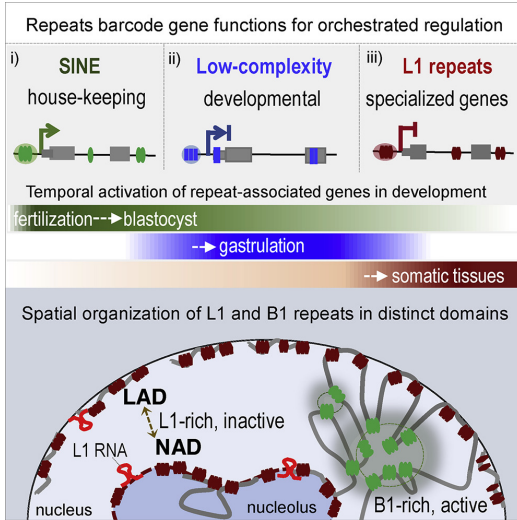 Repeats barcode gene functions for orchestrated regulation
i) SINE
house-keeping
ii) Low-complexity
developmental
iii) L1 repeats
specialized genes
Temporal activation of repeat-associated genes in development
fertilization blastocyst
gastrulation
somatic tissues
Spatial organization of L1 and B1 repeats in distinct domains
LAD
L1-rich, inactive
NAD
L1 RNA
nucleus
nucleolus
B1-rich, active